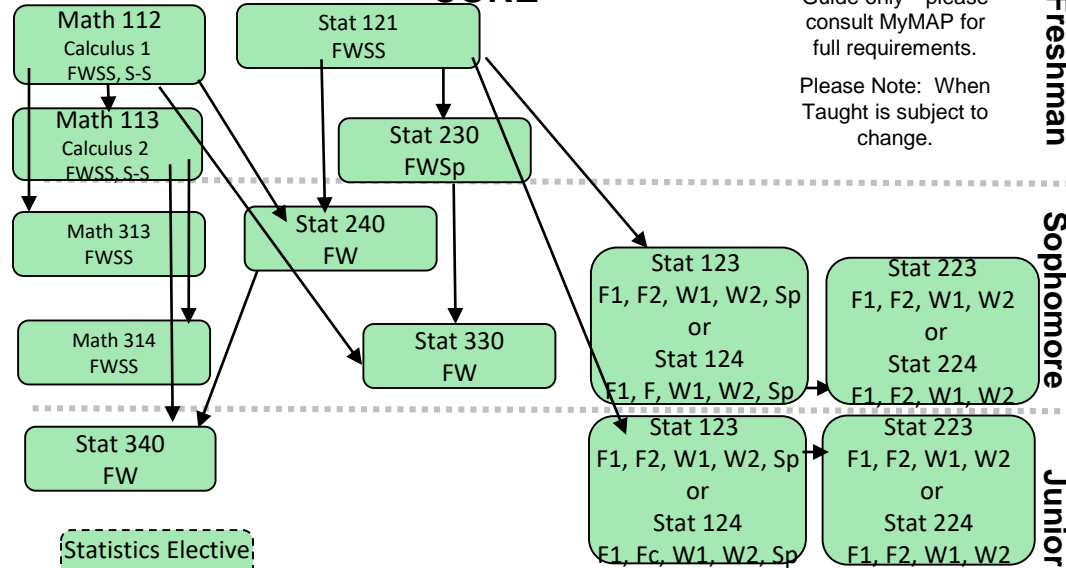 CORE
Math 112
Calculus 1
FWSS, S-S
Stat 121
FWSS
Guide only – please
consult MyMAP for
full requirements.
Please Note: When
Taught is subject to
change.
Freshman
Math 113
Calculus 2
FWSS, S-S
Stat 230
FWSp
Math 313
FWSS
Stat 240
FW
Stat 123
F1, F2, W1, W2, Sp
or
Stat 124
F1, F, W1, W2, Sp
Stat 223
F1, F2, W1, W2
or
Stat 224
F1, F2, W1, W2
Sophomore
Math 314
FWSS
Stat 330
FW
Stat 340
FW
Stat 123
F1, F2, W1, W2, Sp
or
Stat 124
F1, Fc, W1, W2, Sp
Stat 223
F1, F2, W1, W2
or
Stat 224
F1, F2, W1, W2
Junior
Statistics Elective